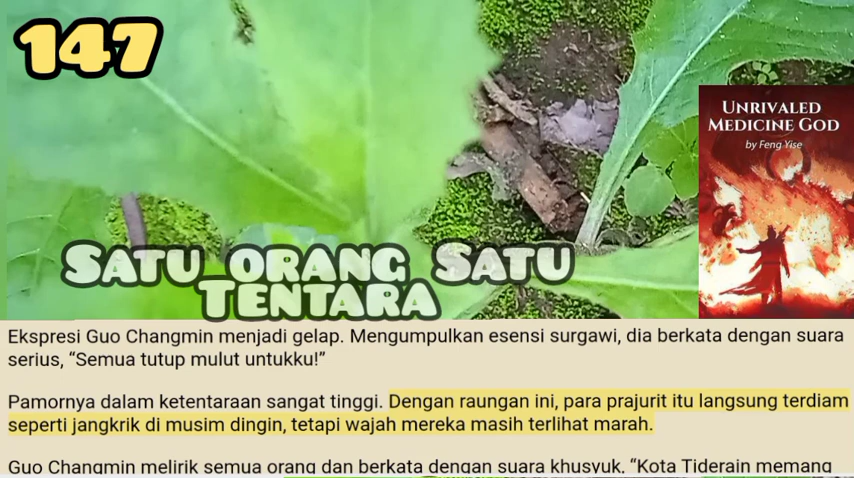 147
UNRIVALED
MEDICINE GOD
by Feng Yise
SATU ORANG SATU
TENTARA
Ekspresi Guo Changmin menjadi gelap. Mengumpulkan esensi surgawi, dia berkata dengan suara
serius, “Semua tutup mulut untukku!”
Pamornya dalam ketentaraan sangat tinggi. Dengan raungan ini, para prajurit itu langsung terdiam
seperti jangkrik di musim dingin, tetapi wajah mereka masih terlihat marah.
Guo Changmin melirik semua orang dan berkata dengan suara khusyuk, “Kota Tiderain memang